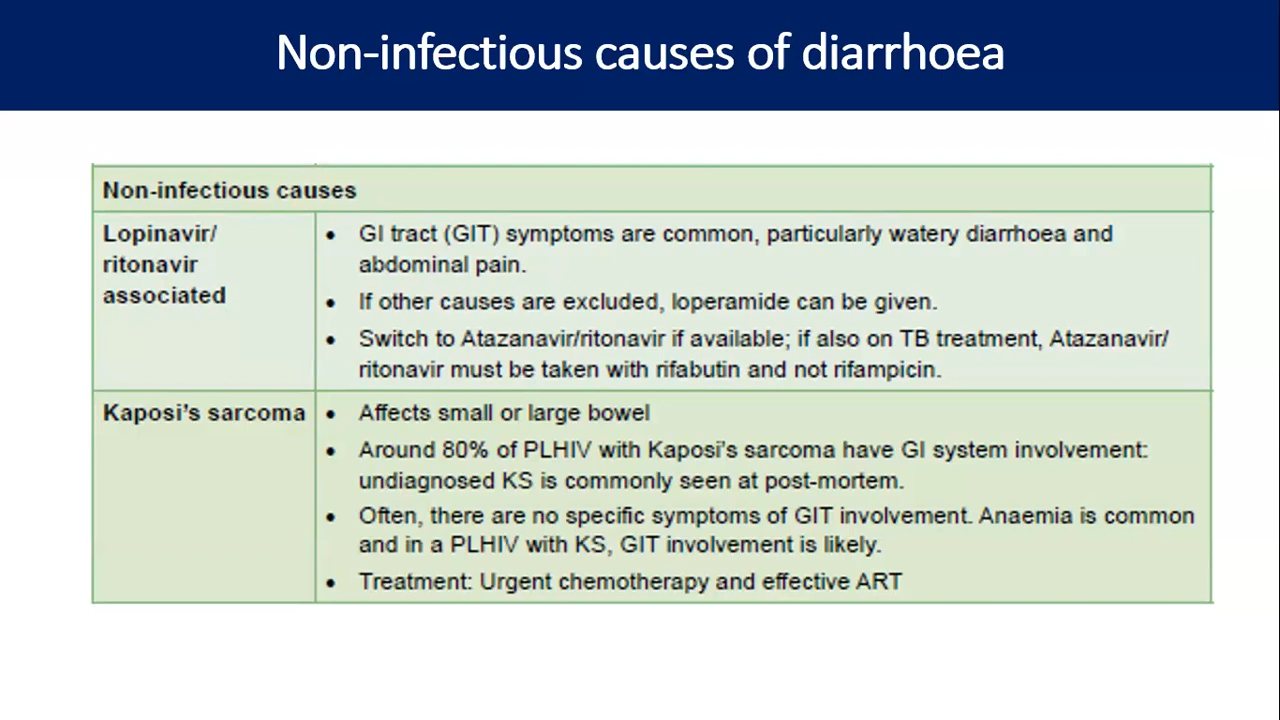 Non-infectious causes of diarrhoea
Non-infectious causes
Lopinavir/
ritonavir
associated
• GI tract (GIT) symptoms are common, particularly watery diarrhoea and
abdominal pain.
• If other causes are excluded, loperamide can be given.
• Switch to Atazanavir/ritonavir if available; if also on TB treatment, Atazanavir/
ritonavir must be taken with rifabutin and not rifampicin.
Kaposi's sarcoma
• Affects small or large bowel
• Around 80% of PLHIV with Kaposi's sarcoma have GI system involvement:
undiagnosed KS is commonly seen at post-mortem.
• Often, there are no specific symptoms of GIT involvement. Anaemia is common
and in a PLHIV with KS, GIT involvement is likely.
• Treatment: Urgent chemotherapy and effective ART